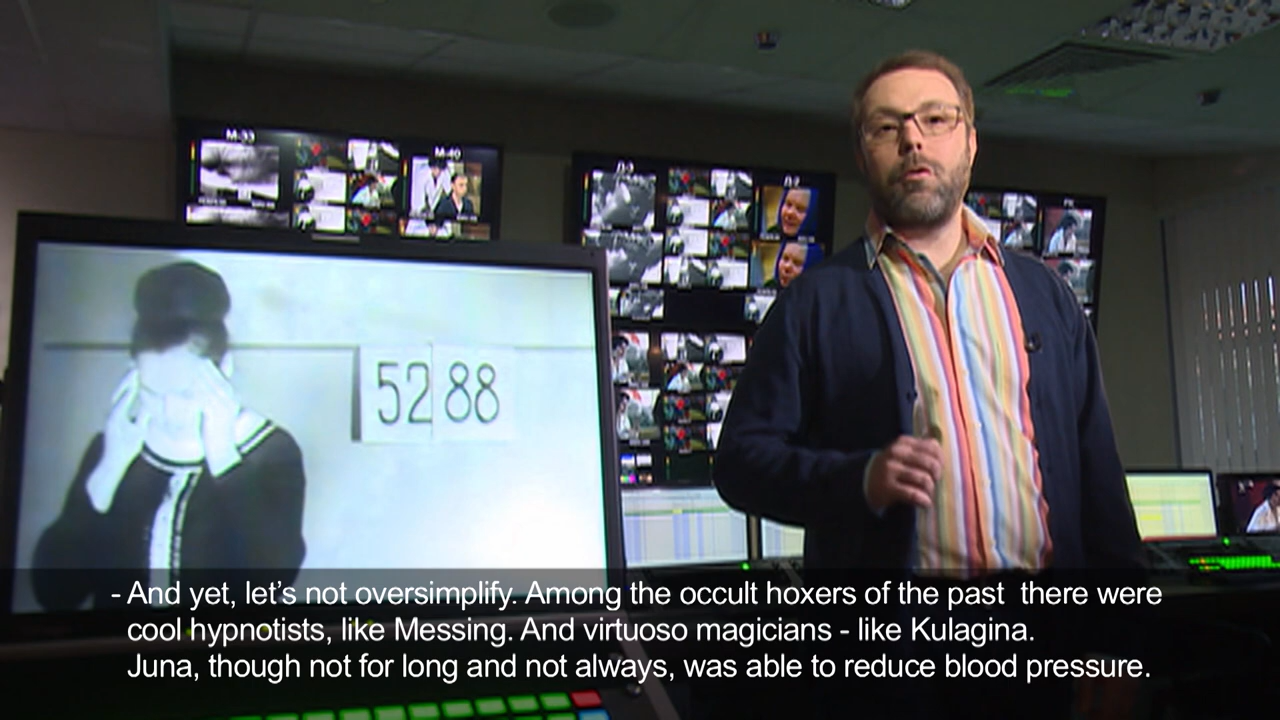 М-33
М-40
52 88
- And yet, let's not oversimplify. Among the occult hoxers of the past there were
cool hypnotists, like Messing. And virtuoso magicians - like Kulagina.
Juna, though not for long and not always, was able to reduce blood pressure.